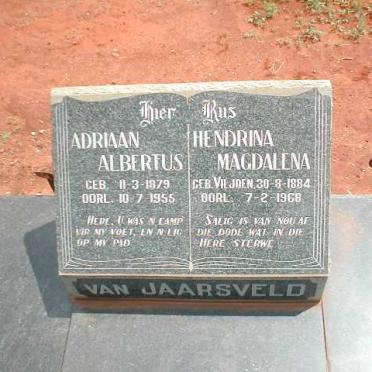 Hier Rus
ADRIAAN
ALBERTUS
GEB. 11-3-1879
OORL. 10-7-1955
HERE, U WAS N LAMP
VIR MY VOET, EN N LIG
OP MY PAD
HENDRINA
MAGDALENA
GEB. VILJOEN, 30-8-1884
OORL. 7-2-1968
SALIG IS VAN NOU AF
DIE DODE WAT IN DIE
HERE STERWE
VAN JAARSVELD